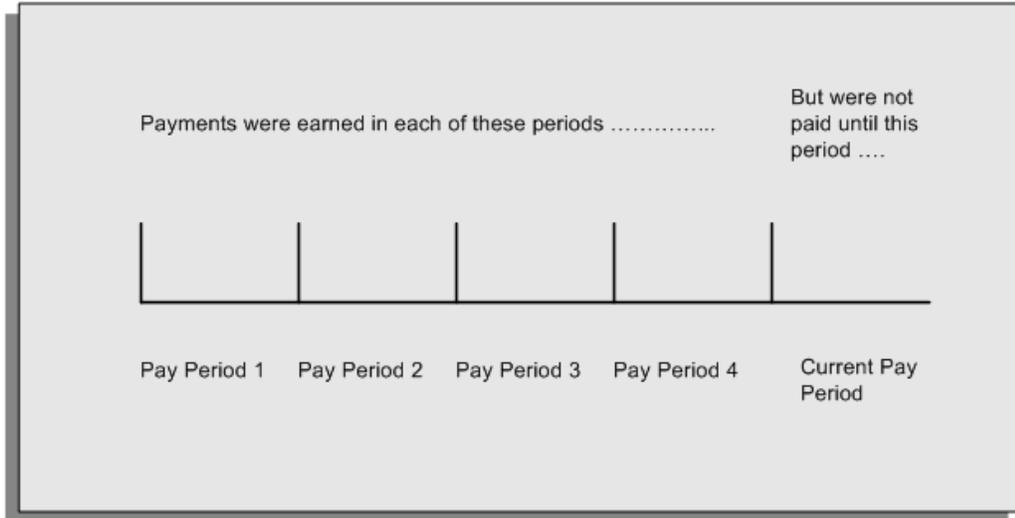 Payments were earned in each of these periods ...............
But were not
paid until this
period ....
Pay Period 1
Pay Period 2
Pay Period 3
Pay Period 4
Current Pay
Period